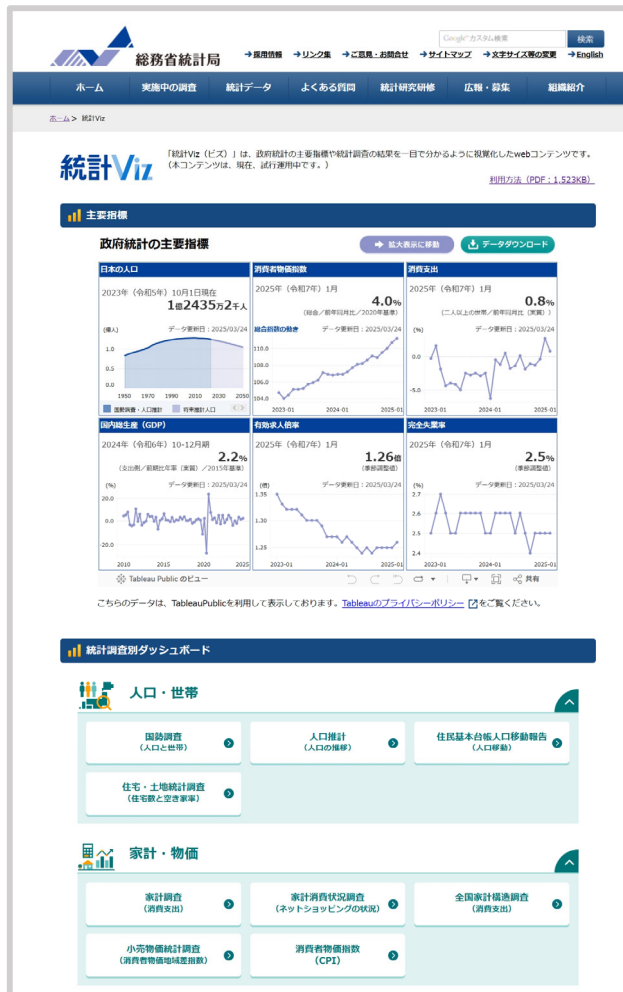 Google カスタム検索
検索
総務省統計局
採用情報 リンク集 ご意見・お問合せ サイトマップ 文字サイズ等の変更 English
ホーム 実施中の調査 統計データ よくある質問 統計研究研修 広報・募集 組織紹介
ホーム > 統計Viz
統計Viz
「統計Viz(ビズ)」は、政府統計の主要指標や統計調査の結果を一目で分かるように視覚化したwebコンテンツです。
(本コンテンツは、現在、試行運用中です。)
利用方法(PDF:1,523KB)
主要指標
政府統計の主要指標
拡大表示に移動
データダウンロード
日本の人口
2023年(令和5年)10月1日現在
1億2435万2千人
(億人)
データ更新日:2025/03/24
1.0
0.5
0.0
1950 1970 1990 2010 2030 2050
国勢調査・人口推計 将来推計人口
消費者物価指数
2025年(令和7年)1月
4.0%
(総合/前年同月比/2020年基準)
総合指数の動き
データ更新日:2025/03/24
110.0
108.0
106.0
104.0
2023-01 2024-01 2025-01
消費支出
2025年(令和7年)1月
0.8%
(二人以上の世帯/前年同月比(実質))
(%)
データ更新日:2025/03/24
0.0
-5.0
2023-01 2024-01 2025-01
国内総生産(GDP)
2024年(令和6年)10-12月期
2.2%
(支出側/前期比年率(実質)/2015年基準)
(%)
データ更新日:2025/03/24
20.0
0.0
-20.0
2010 2015 2020 2025
有効求人倍率
2025年(令和7年)1月
1.26倍
(季節調整値)
(倍)
データ更新日:2025/03/24
1.35
1.30
1.25
2023-01 2024-01 2025-01
完全失業率
2025年(令和7年)1月
2.5%
(季節調整値)
(%)
データ更新日:2025/03/24
2.7
2.6
2.5
2.4
2023-01 2024-01 2025-01
Tableau Public のビュー
共有
こちらのデータは、TableauPublicを利用して表示しております。Tableauのプライバシーポリシー をご覧ください。
統計調査別ダッシュボード
人口・世帯
国勢調査
(人口と世帯)
人口推計
(人口の推移)
住民基本台帳人口移動報告
(人口移動)
住宅・土地統計調査
(住宅数と空き家率)
家計・物価
家計調査
(消費支出)
家計消費状況調査
(ネットショッピングの状況)
全国家計構造調査
(消費支出)
小売物価統計調査
(消費者物価地域差指数)
消費者物価指数
(CPI)